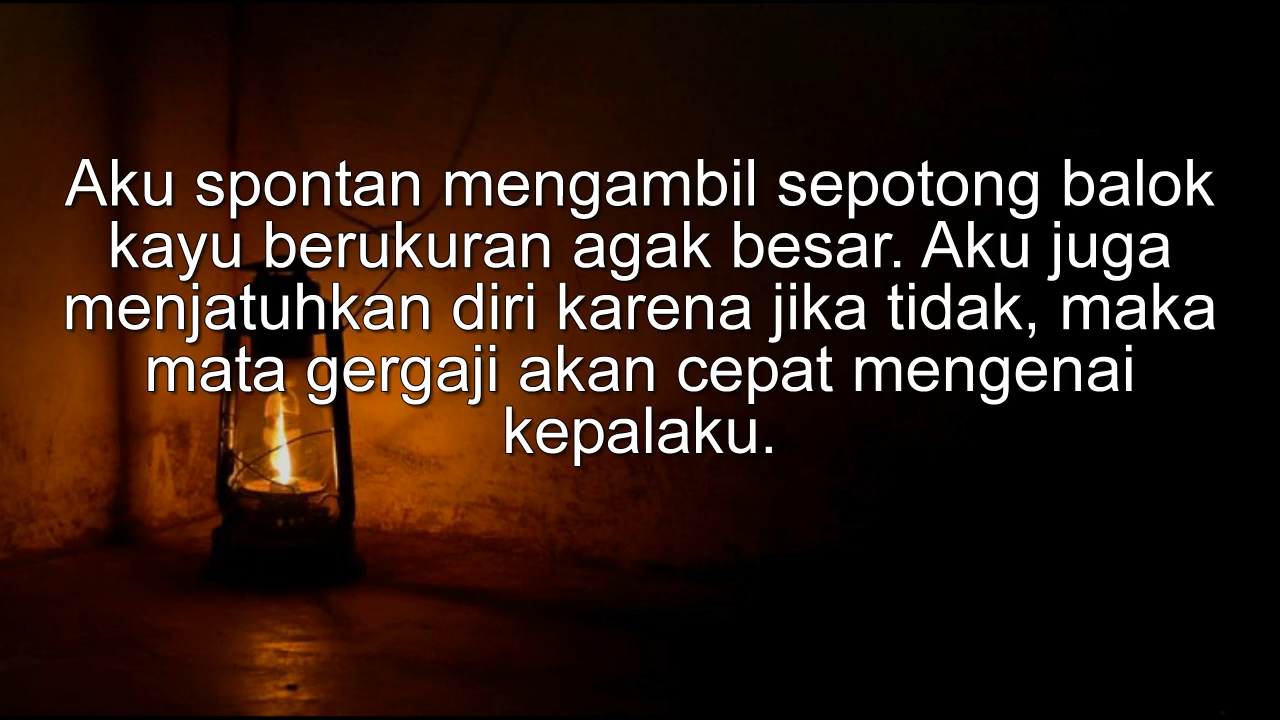 Aku spontan mengambil sepotong balok
kayu berukuran agak besar. Aku juga
menjatuhkan diri karena jika tidak, maka
mata gergaji akan cepat mengenai
kepalaku.